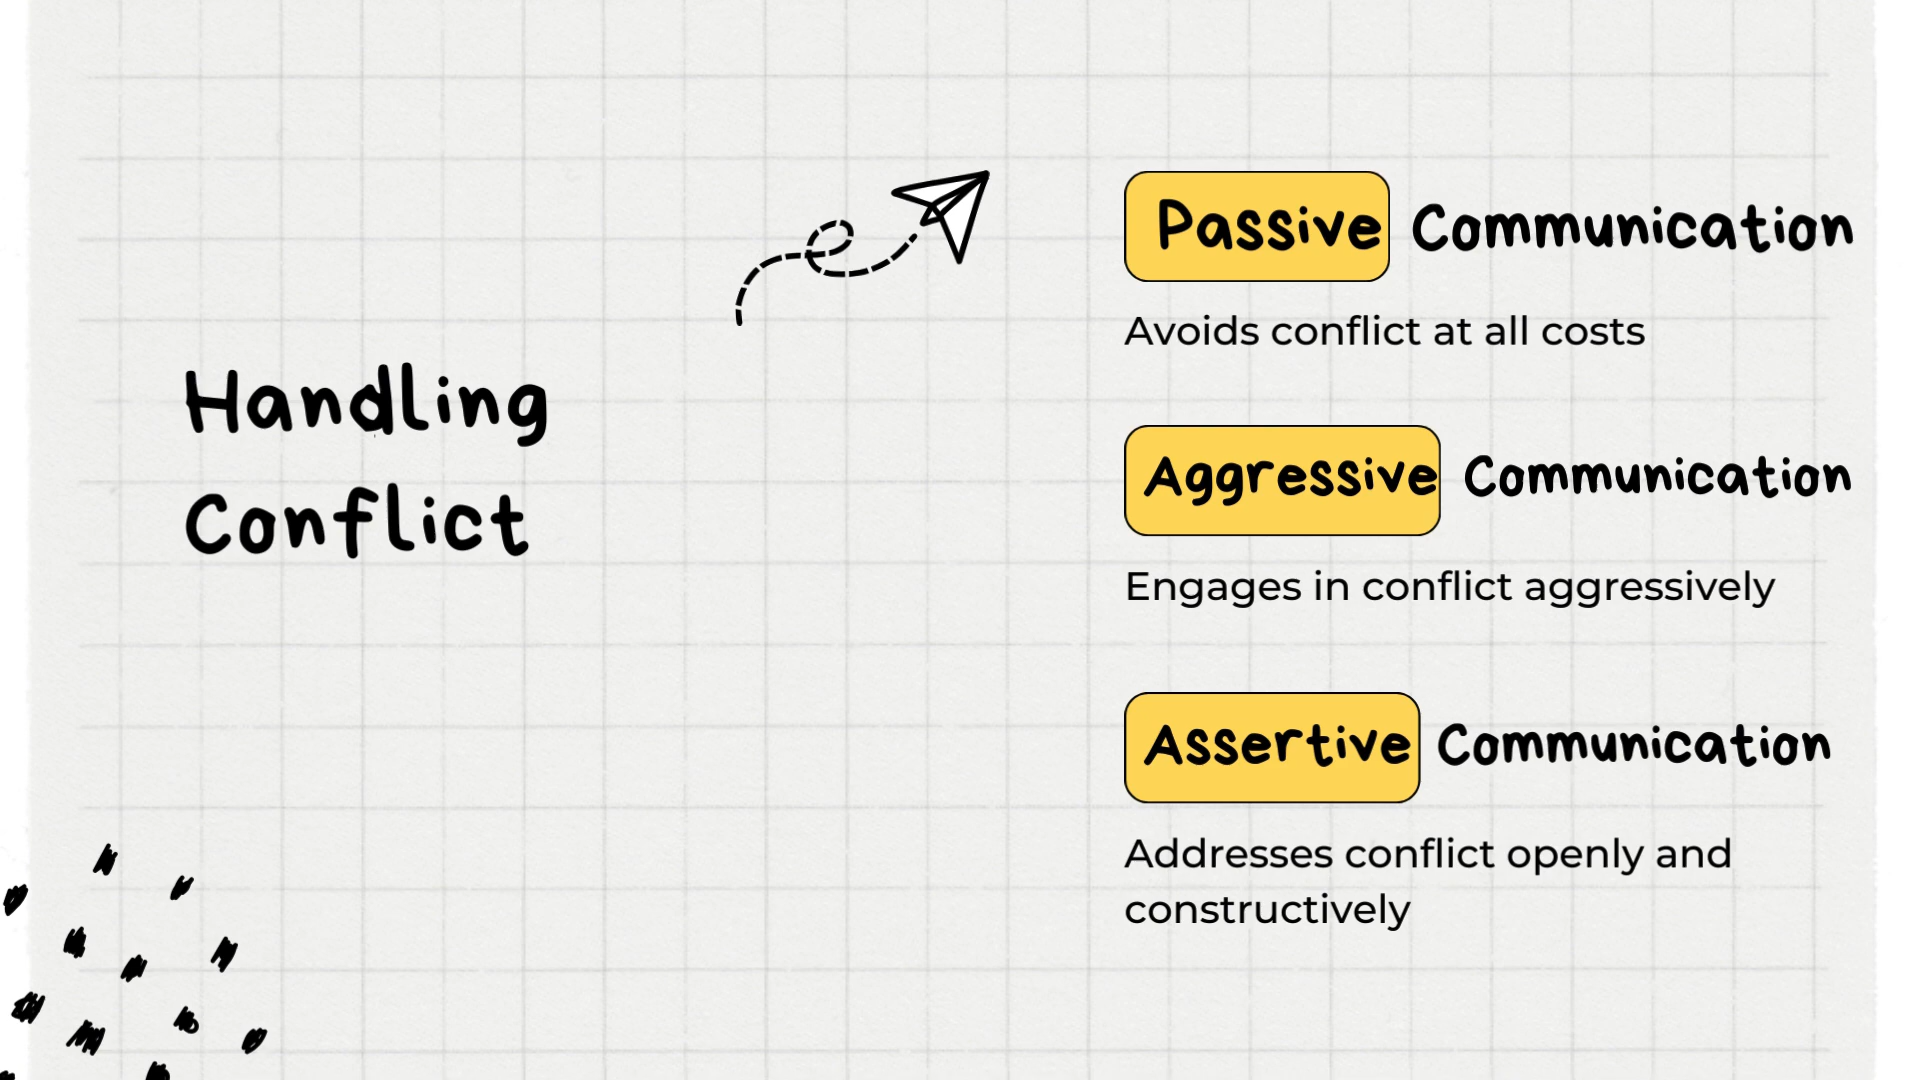 Handling
Conflict
Passive Communication
Avoids conflict at all costs
Aggressive Communication
Engages in conflict aggressively
Assertive Communication
Addresses conflict openly and
constructively